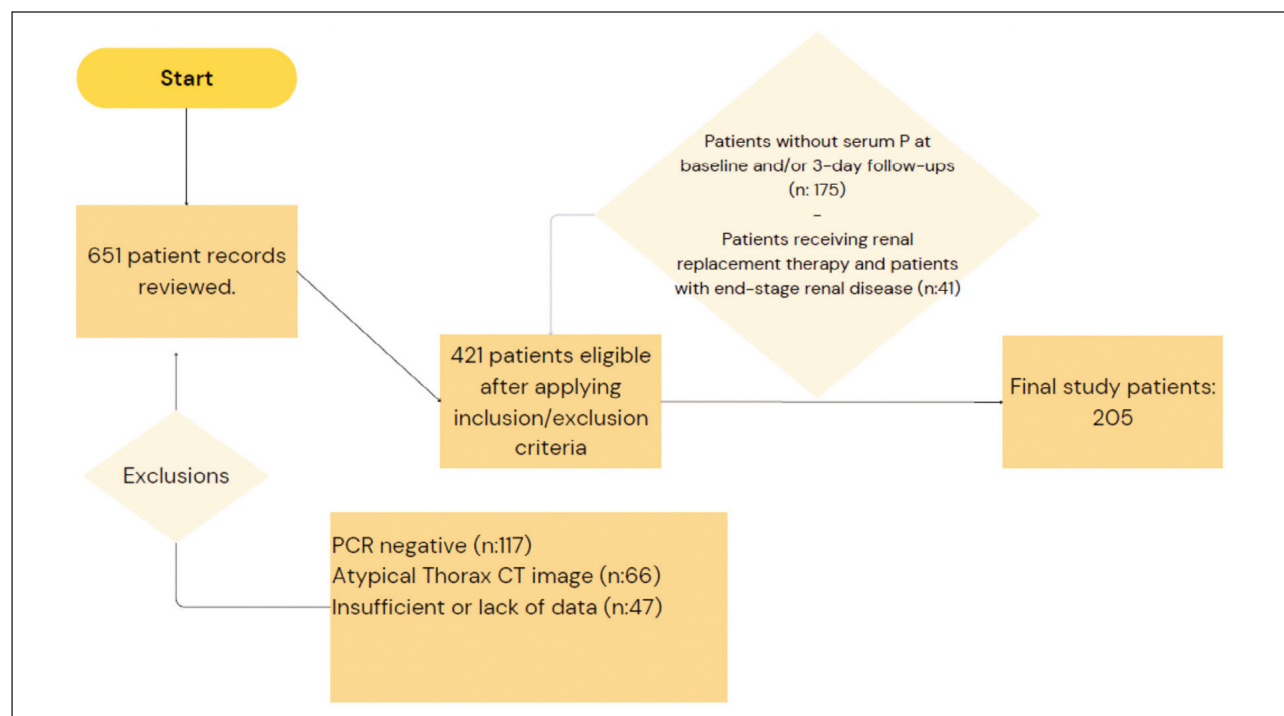 Start
651 patient records
reviewed.
Exclusions
PCR negative (n:117)
Atypical Thorax CT image (n:66)
Insufficient or lack of data (n:47)
421 patients eligible
after applying
inclusion/exclusion
criteria
Patients without serum P at
baseline and/or 3-day follow-ups
(n: 175)
-
Patients receiving renal
replacement therapy and patients
with end-stage renal disease (n:41)
Final study patients:
205